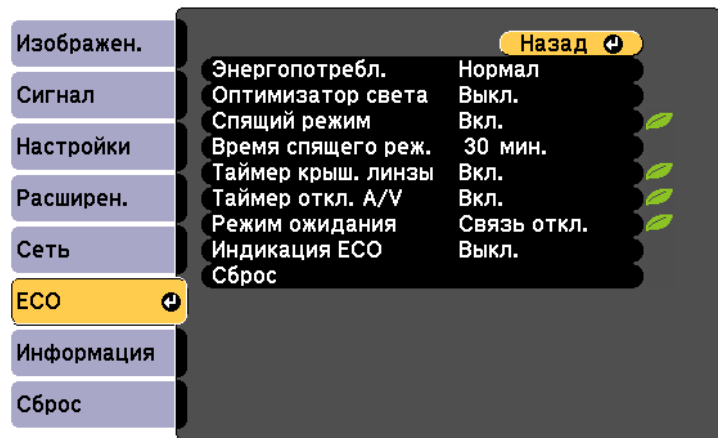 Изображен.
Сигнал
Настройки
Расширен.
Сеть
ECO
Информация
Сброс
Назад
Энергопотребл. Нормал
Оптимизатор света Выкл.
Спящий режим Вкл.
Время спящего реж. 30 мин.
Таймер крыш. линзы Вкл.
Таймер откл. A/V Вкл.
Режим ожидания Связь откл.
Индикация ECO Выкл.
Сброс